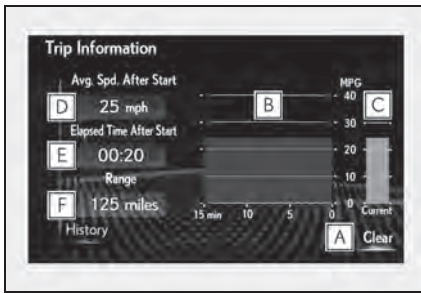 Trip Information
Avg. Spd. After Start
D 25 mph
Elapsed Time After Start
E 00:20
Range
F 125 miles
History
B
MPG
40
C
30
20
10
0
15 min 10 5 0
Current
A Clear